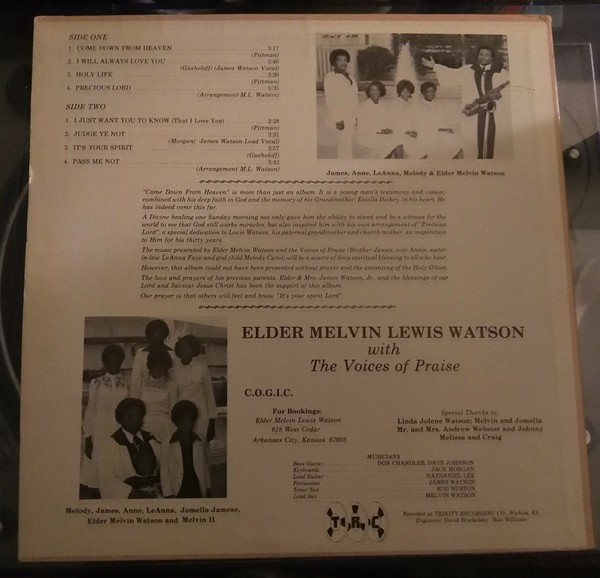 SIDE ONE
1. COME DOWN FROM HEAVEN 3:17
(Pittman)
2. I WILL ALWAYS LOVE YOU 3:40
(Gusheloff) (James Watson Vocal)
3. HOLY LIFE 3:30
(Pittman)
4. PRECIOUS LORD 5:35
(Arrangement M.L. Watson)
SIDE TWO
1. I JUST WANT YOU TO KNOW (That I Love You) 2:28
(Pittman)
2. JUDGE YE NOT 3:31
(Morgan) James Watson-Lead Vocal)
3. IT'S YOUR SPIRIT 3:57
(Gusheloff)
4. PASS ME NOT 3:42
(Arrangement M.L. Watson)
James, Anne, LeAnna, Melody & Elder Melvin Watson
"Come Down From Heaven" is more than just an album. It is a young man's testimony and vision;
combined with his deep faith in God and the memory of his Grandmother, Estella Dickey, in his heart. He
has indeed come this far.
A Divine healing one Sunday morning not only gave him the ability to stand and be a witness for the
world to see that God still works miracles, but also inspired him with his own arrangement of "Precious
Lord", a special dedication to Lovie Watson, his paternal grandmother and church mother, an inspiration
to Him for his thirty years.
The music presented by Elder Melvin Watson and the Voices of Praise (Brother James, wife Annie, sister
in-law LeAnna Faye and god child Melody Carol) will be a source of deep spiritual blessing to all who hear.
However, this album could not have been presented without prayer and the annointing of the Holy Ghost.
The love and prayers of his precious parents, Elder & Mrs. James Watson, Jr., and the blessings of our
Lord and Saviour Jesus Christ has been the support of this album.
Our prayer is that others will feel and know "It's your spirit Lord".
ELDER MELVIN LEWIS WATSON
with
The Voices of Praise
C.O.G.I.C.
For Bookings:
Elder Melvin Lewis Watson
618 West Cedar
Arkansas City, Kansas 67005
Special Thanks to:
Linda Jolene Watson; Melvin and Jomella
Mr. and Mrs. Andrew Webster and Johnny
Melissa and Craig
MUSICIANS
Bass Guitar DON CHANDLER, DAVE JOHNSON
Keyboards JACK MORGAN
Lead Guitar NATHANIEL LEE
Percussion JAMES WATSON
Tenor Sax ROD HUSTON
Lead Sax MELVIN WATSON
Melody, James, Anne, LeAnna, Jomella Jamese,
Elder Melvin Watson and Melvin II
T R C
Recorded at TRINITY RECORDING CO., Wichita, KS
Engineers: David Ken Williams